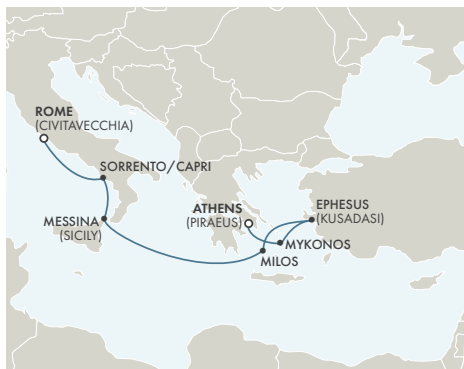 ROME
(CIVITAVECCHIA)
SORRENTO/CAPRI
MESSINA
(SICILY)
ATHENS
(PIRAEUS)
EPHESUS
(KUSADASI)
MYKONOS
MILOS